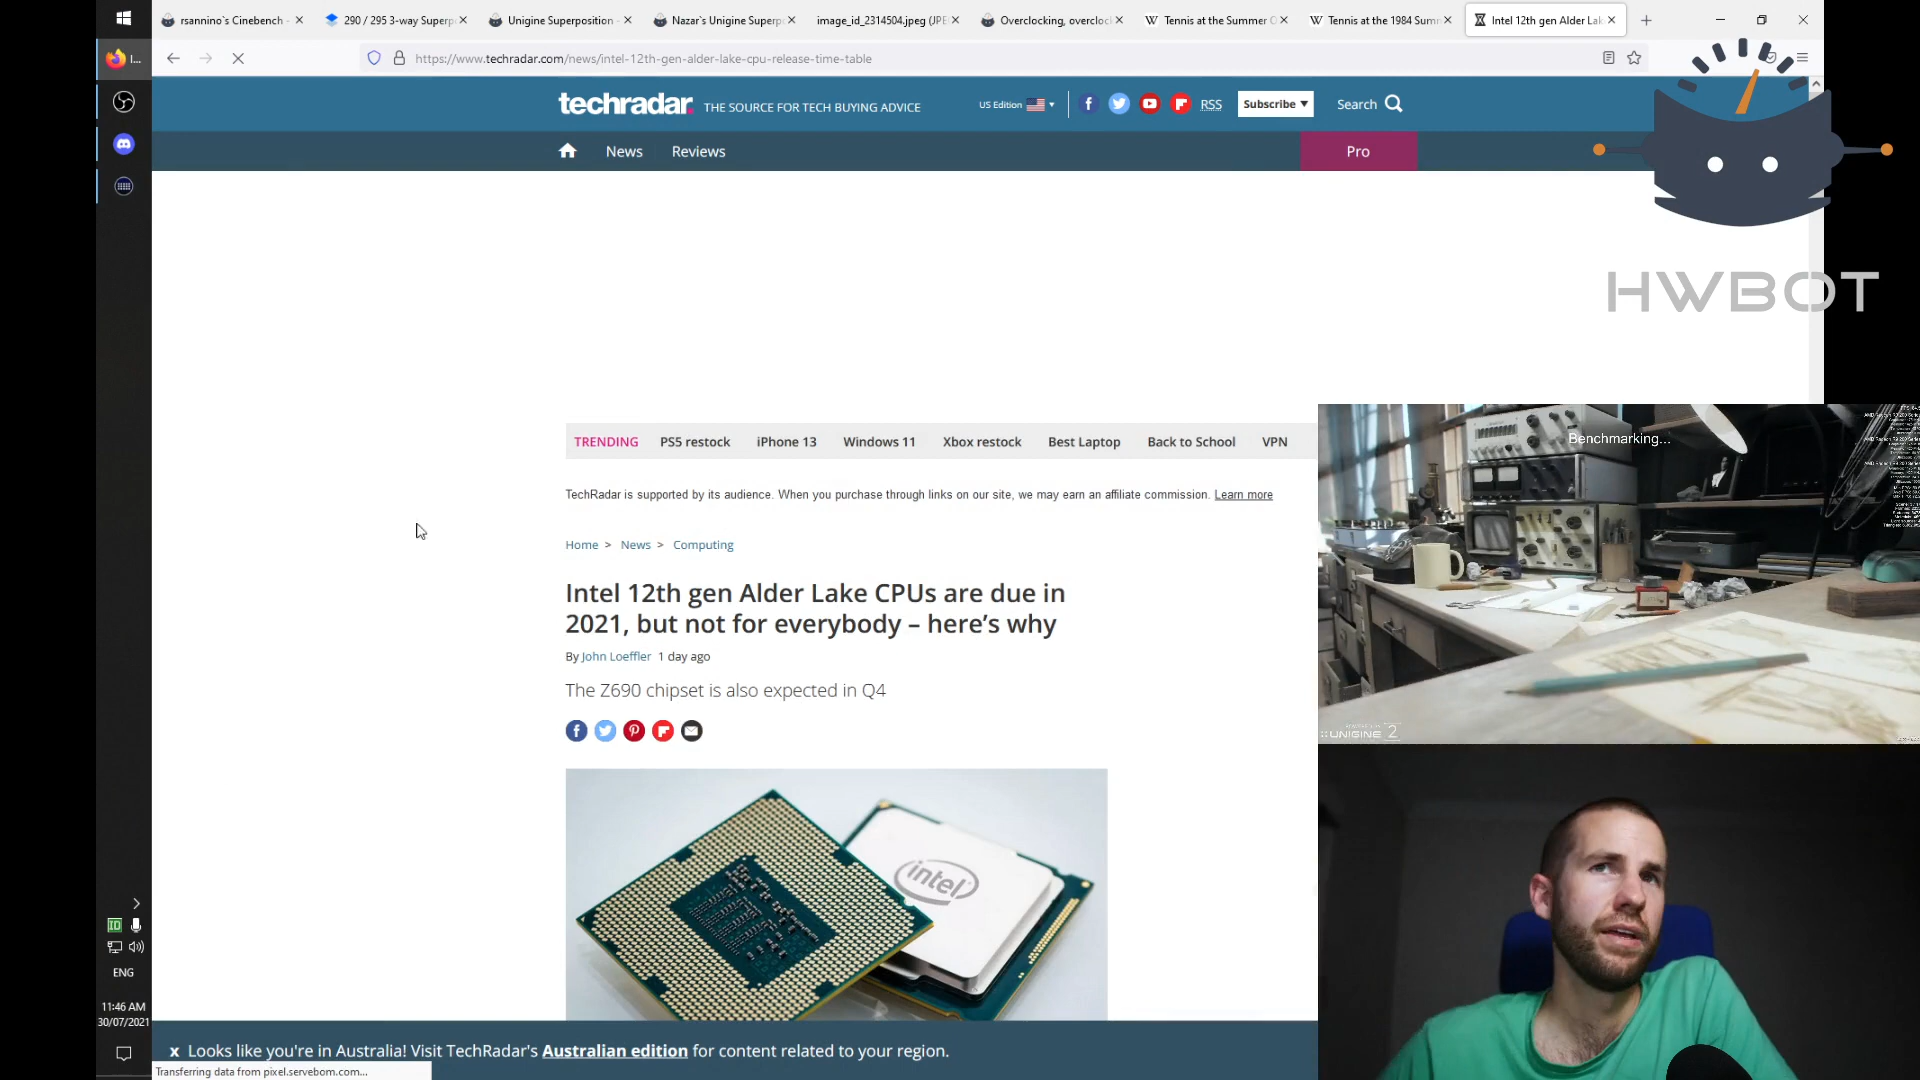 rsannino`s Cinebench -
290 / 295 3-way Superp
Unigine Superposition -
Nazar`s Unigine Superp
image_id_2314504.jpeg (JPE
Overclocking, overcloc
Tennis at the Summer O
Tennis at the 1984 Sum
Intel 12th gen Alder Lak
https://www.techradar.com/news/intel-12th-gen-alder-lake-cpu-release-time-table
techradar. THE SOURCE FOR TECH BUYING ADVICE
US Edition
RSS
Subscribe ▼
Search
News
Reviews
Pro
HWBOT
TRENDING PS5 restock iPhone 13 Windows 11 Xbox restock Best Laptop Back to School VPN
TechRadar is supported by its audience. When you purchase through links on our site, we may earn an affiliate commission. Learn more
Home > News > Computing
Intel 12th gen Alder Lake CPUs are due in
2021, but not for everybody – here's why
By John Loeffler 1 day ago
The Z690 chipset is also expected in Q4
intel
Benchmarking...
UNIGINE 2
ENG
11:46 AM
30/07/2021
x Looks like you're in Australia! Visit TechRadar's Australian edition for content related to your region.
Transferring data from pixel.servebom.com...